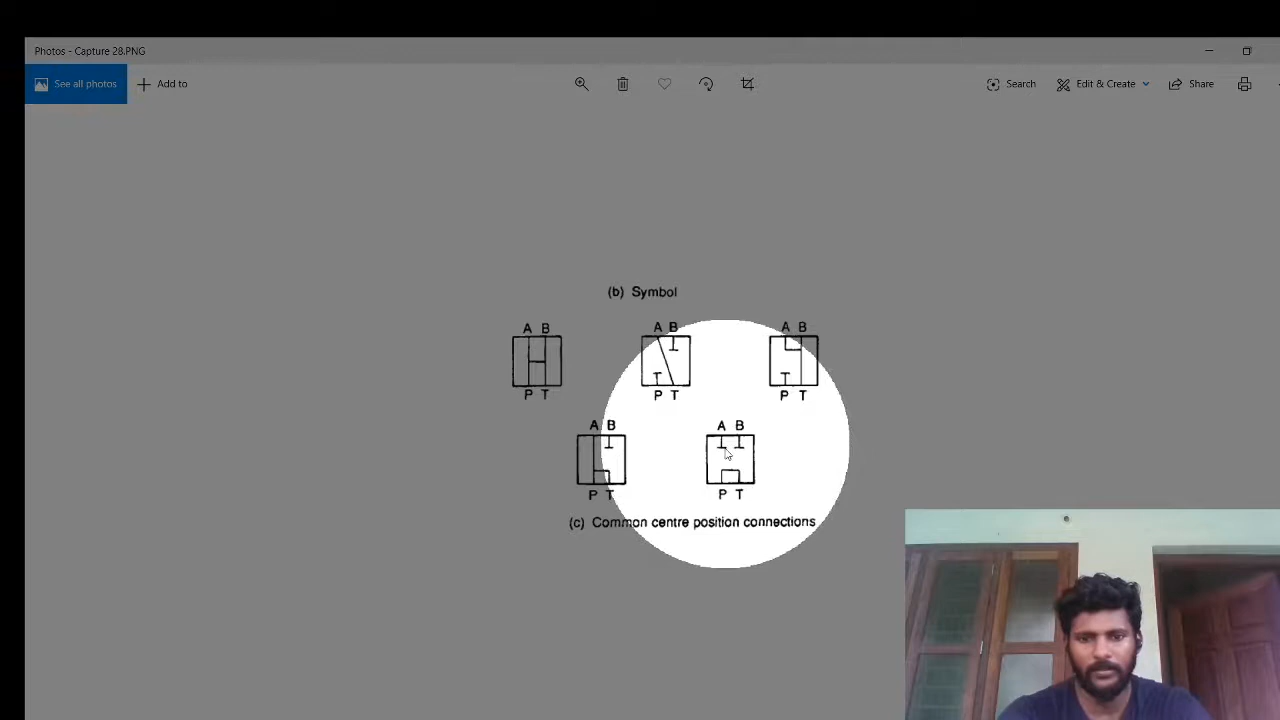 Photos - Capture 28.PNG
See all photos
Add to
Search
Edit & Create
Share
(b) Symbol
A B
A B
A B
P T
P T
P T
A B
A B
P T
P T
(c) Common centre position connections